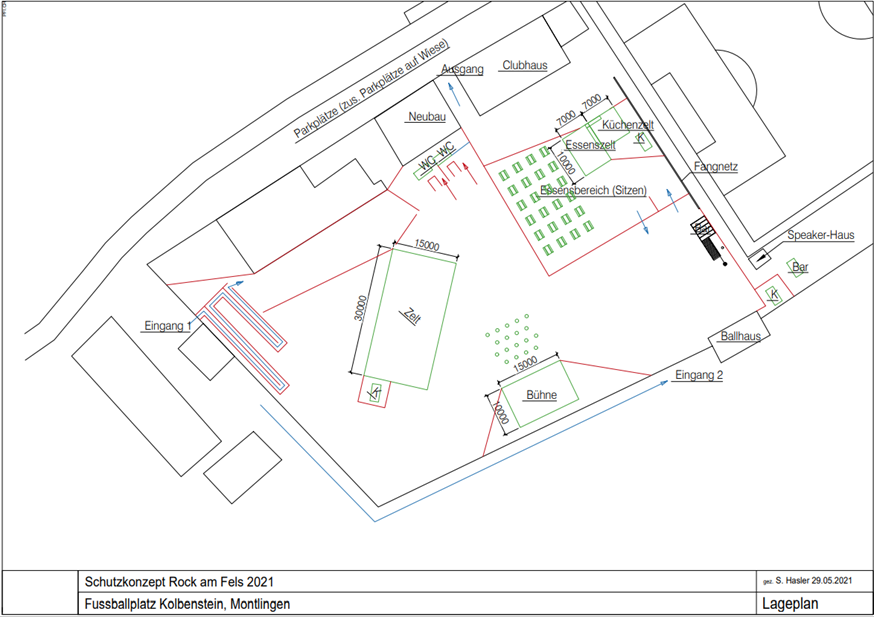 Parkplätze (zus. Parkplätze auf Wiese)
Ausgang
Clubhaus
Neubau
7000
7000
Küchenzelt
K
Essenszelt
10000
WC
WC
Fangnetz
Essensbereich (Sitzen)
Bar
Speaker-Haus
Bar
K
15000
30000
Zelt
Eingang 1
K
Ballhaus
15000
Eingang 2
Bühne
10000
Schutzkonzept Rock am Fels 2021
gez. S. Hasler 29.05.2021
Fussballplatz Kolbenstein, Montlingen
Lageplan